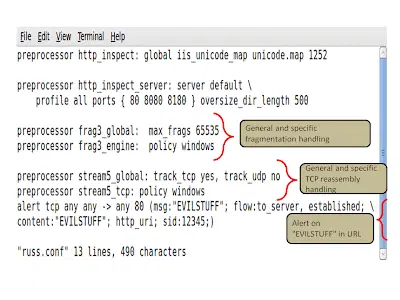 File Edit View Terminal Help
preprocessor http_inspect: global iis_unicode_map unicode.map 1252
preprocessor http_inspect_server: server default \
profile all ports { 80 8080 8180 } oversize_dir_length 500
preprocessor frag3_global: max_frags 65535
preprocessor frag3_engine: policy windows
General and specific
fragmentation handling
preprocessor stream5_global: track_tcp yes, track_udp no
preprocessor stream5_tcp: policy windows
General and specific
TCP reassembly
handling
alert tcp any any -> any 80 (msg:"EVILSTUFF"; flow:to_server, established; \
content:"EVILSTUFF"; http_uri; sid:12345;)
Alert on
"EVILSTUFF" in URL
"russ.conf" 13 lines, 490 characters